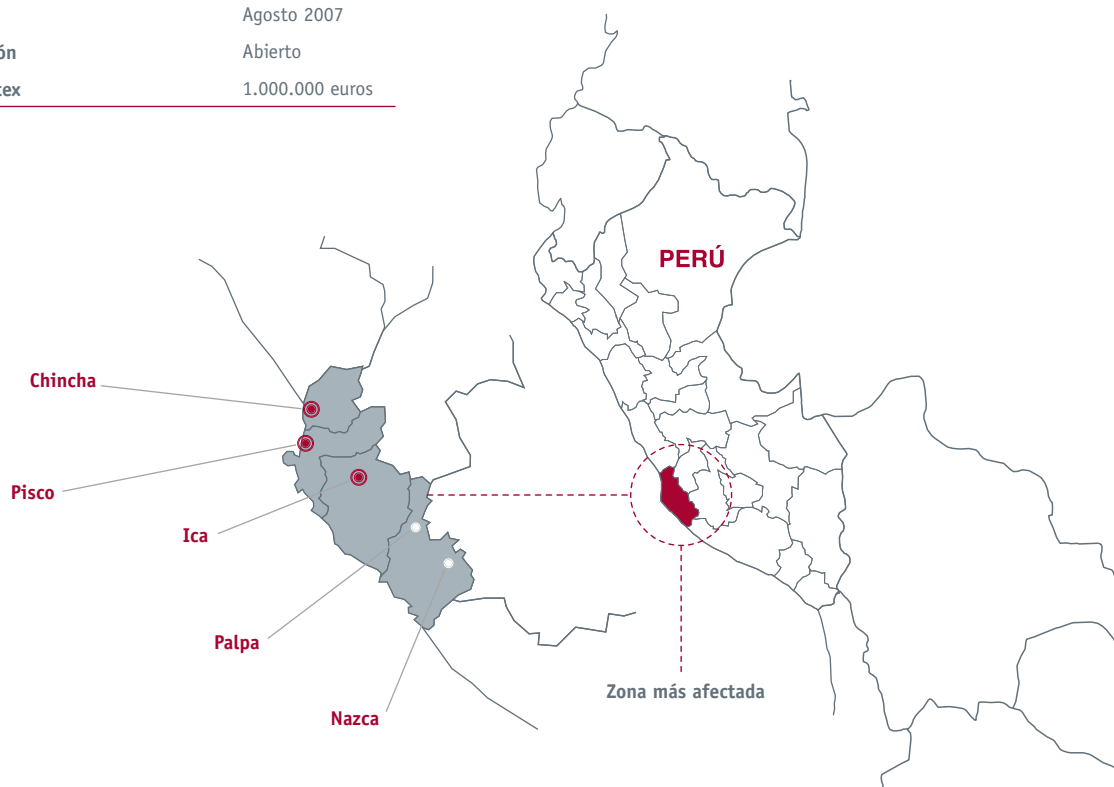 Agosto 2007
ón Abierto
tex 1.000.000 euros
PERÚ
Chincha
Pisco
Ica
Palpa
Zona más afectada
Nazca